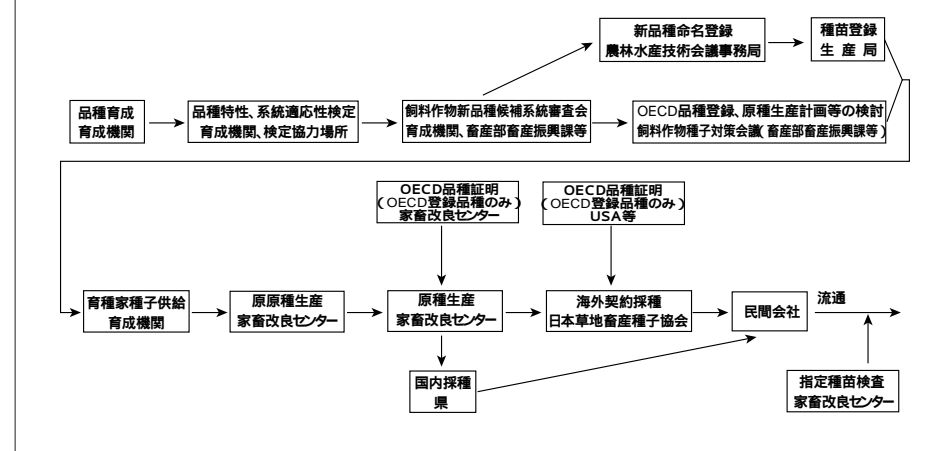 新品種命名登録
農林水産技術会議事務局
種苗登録
生産局
品種育成
育成機関
品種特性、系統適応性検定
育成機関、検定協力場所
飼料作物新品種候補系統審査会
育成機関、畜産部畜産振興課等
OECD品種登録、原種生産計画等の検討
飼料作物種子対策会議(畜産部畜産振興課等)
OECD品種証明
(OECD登録品種のみ)
家畜改良センター
OECD品種証明
(OECD登録品種のみ)
USA等
育種家種子供給
育成機関
原原種生産
家畜改良センター
原種生産
家畜改良センター
海外契約採種
日本草地畜産種子協会
民間会社
流通
国内採種
県
指定種苗検査
家畜改良センター